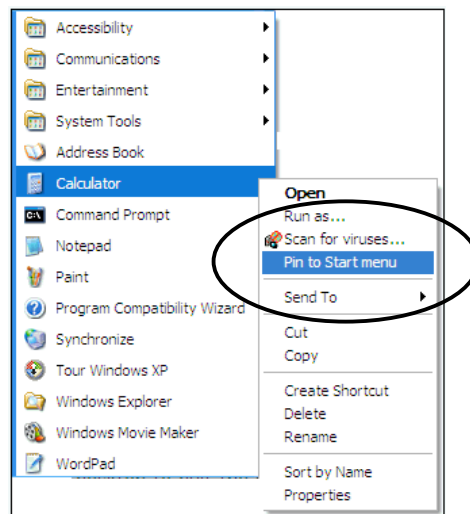 Accessibility
Communications
Entertainment
System Tools
Address Book
Calculator
Command Prompt
Notepad
Paint
Program Compatibility Wizard
Synchronize
Tour Windows XP
Windows Explorer
Windows Movie Maker
WordPad
Open
Run as...
Scan for viruses...
Pin to Start menu
Send To
Cut
Copy
Create Shortcut
Delete
Rename
Sort by Name
Properties